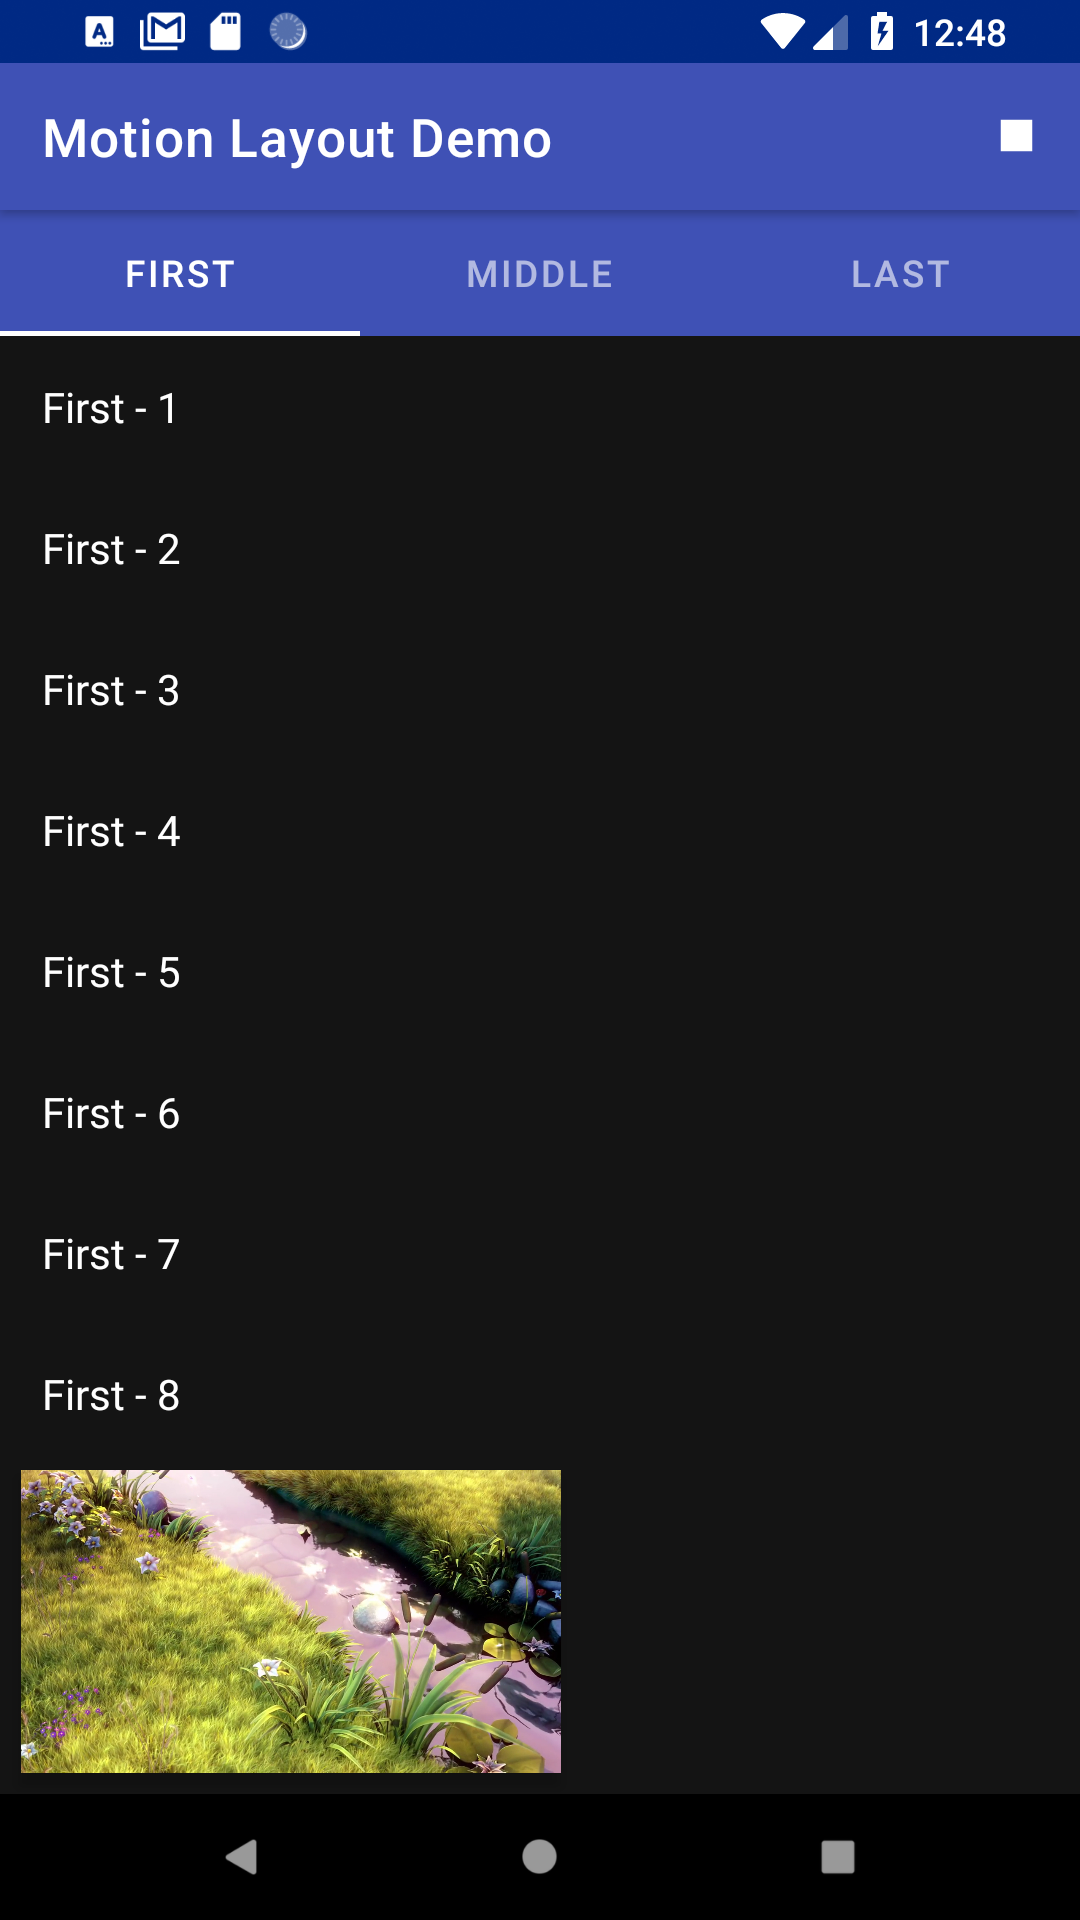 12:48
Motion Layout Demo
FIRST MIDDLE LAST
First - 1
First - 2
First - 3
First - 4
First - 5
First - 6
First - 7
First - 8